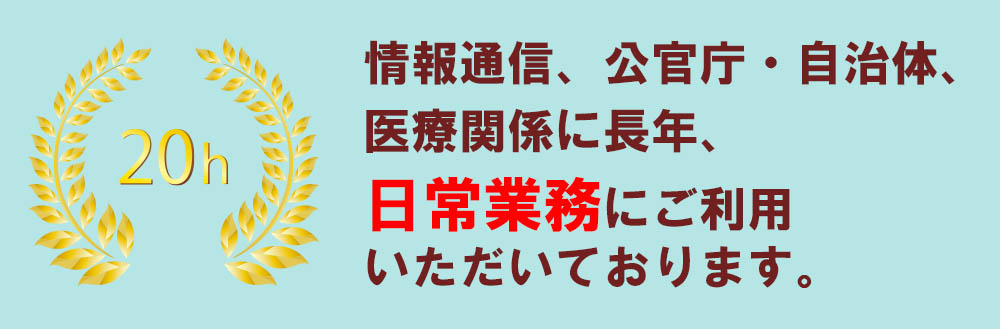 20h
情報通信、公官庁・自治体、
医療関係に長年、
日常業務にご利用
いただいております。